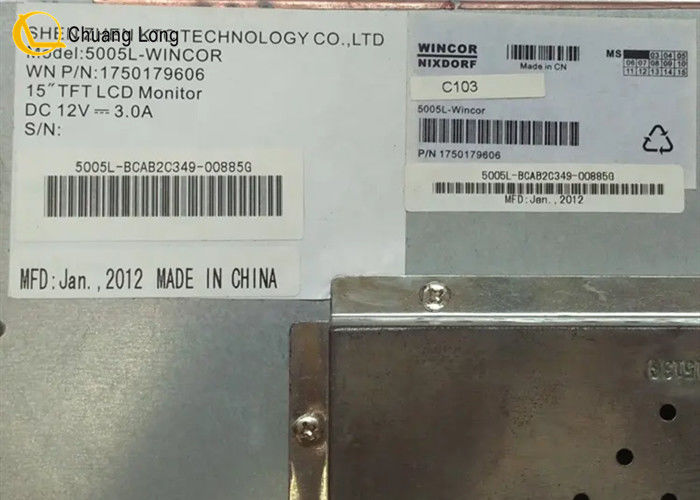 Chuang Long
TECHNOLOGY CO.,LTD
Model:5005L-WINCOR
WN P/N:1750179606
15″TFT LCD Monitor
DC 12V⎓3.0A
S/N:
5005L-BCAB2C349-00885G
MFD:Jan.,2012 MADE IN CHINA
WINCOR
NIXDORF
Made in CN
MS 03 04 05
06 07 08 09 10
11 12 13 14 15
C103
5005L-Wincor
P/N 1750179606
5005L-BCAB2C349-00885G
MFD:Jan., 2012